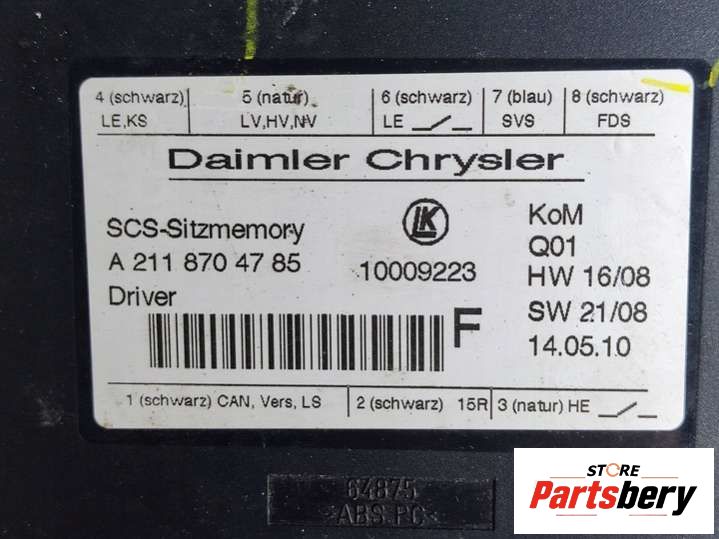 4 (schwarz) 5 (natur) 6 (schwarz) 7 (blau) 8 (schwarz)
LE,KS LV,HV,NV LE SVS FDS
Daimler Chrysler
SCS-Sitzmemory LK KoM
A 211 870 47 85 10009223 Q01
HW 16/08
Driver F SW 21/08
14.05.10
1 (schwarz) CAN, Vers, LS 2 (schwarz) 15R 3 (natur) HE
64875
>ABS PC<
STORE
Partsbery